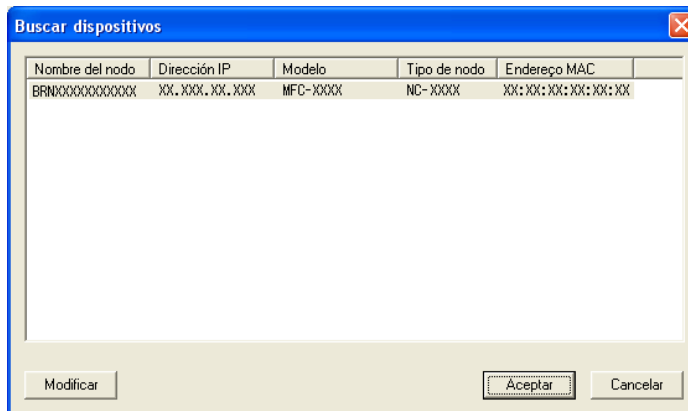 Buscar dispositivos
Nombre del nodo Dirección IP Modelo Tipo de nodo Endereço MAC
BRNXXXXXXXXXXXX XX.XXX.XX.XXX MFC-XXXX NC-XXXX XX:XX:XX:XX:XX:XX
Modificar Aceptar Cancelar